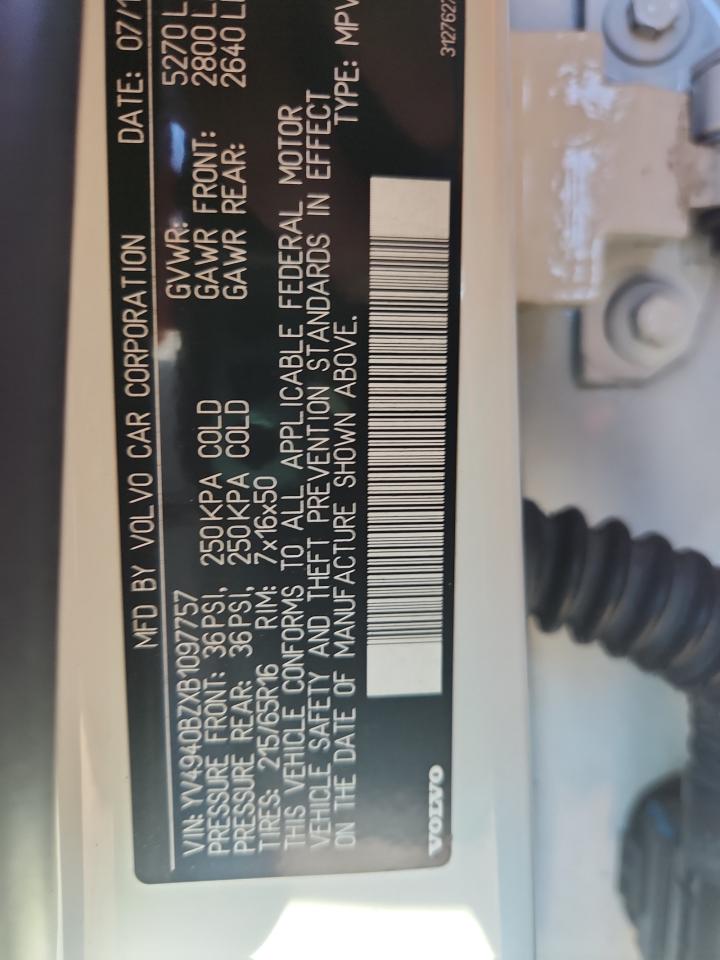 MFD BY VOLVO CAR CORPORATION DATE: 07/1
VIN: YV4940BZXB1097757 GVWR: 5270 L
PRESSURE FRONT: 36PSI, 250KPA COLD GAWR FRONT: 2800 L
PRESSURE REAR: 36PSI, 250KPA COLD GAWR REAR: 2640 L
TIRES: 215/65R16 RIM: 7x16x50
THIS VEHICLE CONFORMS TO ALL APPLICABLE FEDERAL MOTOR
VEHICLE SAFETY AND THEFT PREVENTION STANDARDS IN EFFECT
ON THE DATE OF MANUFACTURE SHOWN ABOVE. TYPE: MPV
VOLVO 3127627